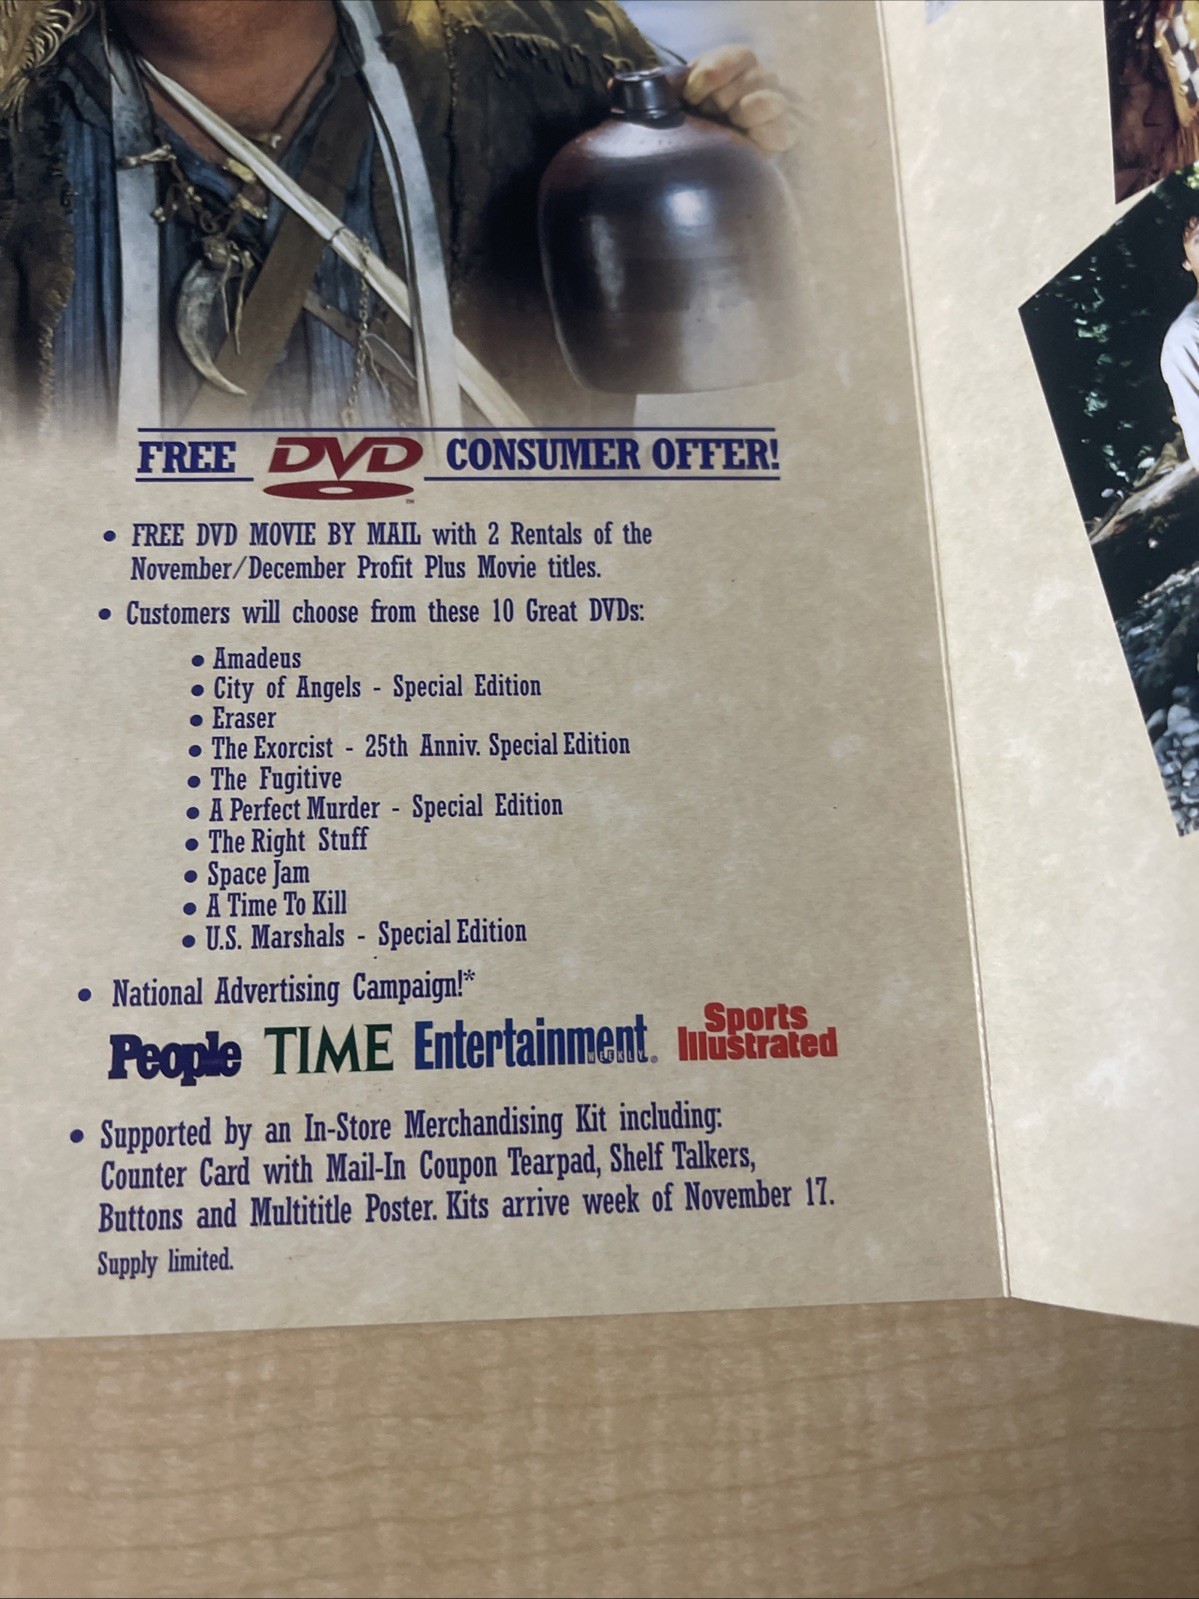 FREE DVD CONSUMER OFFER!
™
• FREE DVD MOVIE BY MAIL with 2 Rentals of the
November/December Profit Plus Movie titles.
• Customers will choose from these 10 Great DVDs:
• Amadeus
• City of Angels - Special Edition
• Eraser
• The Exorcist - 25th Anniv. Special Edition
• The Fugitive
• A Perfect Murder - Special Edition
• The Right Stuff
• Space Jam
• A Time To Kill
• U.S. Marshals - Special Edition
• National Advertising Campaign!*
People TIME Entertainment WEEKLY® Sports Illustrated
• Supported by an In-Store Merchandising Kit including:
Counter Card with Mail-In Coupon Tearpad, Shelf Talkers,
Buttons and Multititle Poster. Kits arrive week of November 17.
Supply limited.